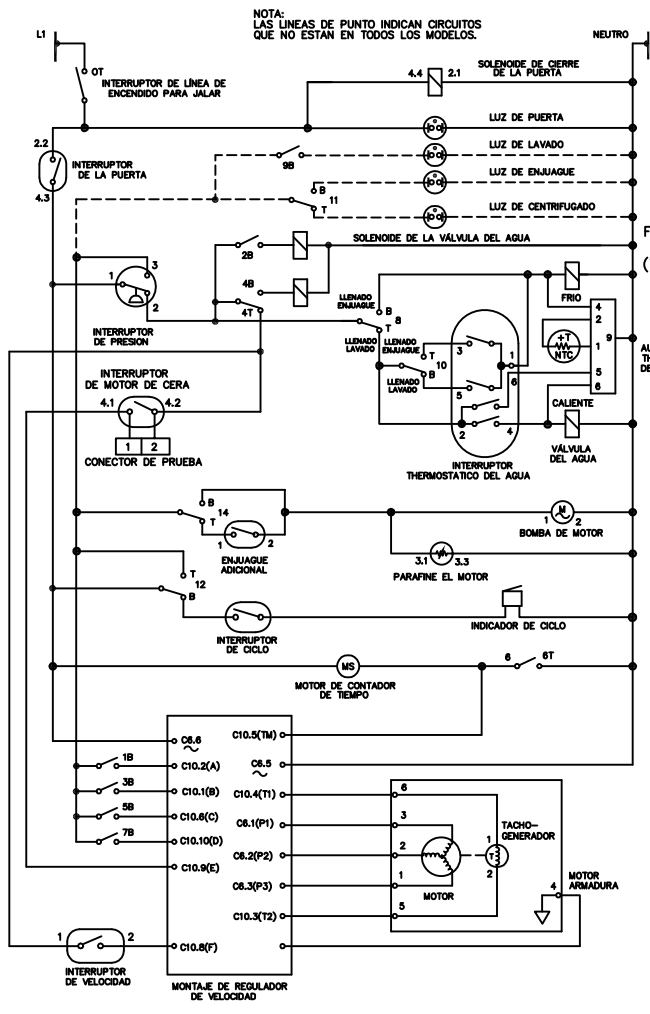 NOTA:
LAS LINEAS DE PUNTO INDICAN CIRCUITOS
QUE NO ESTAN EN TODOS LOS MODELOS.
L1
NEUTRO
OT
INTERRUPTOR DE LÍNEA DE
ENCENDIDO PARA JALAR
4.4
2.1
SOLENOIDE DE CIERRE
DE LA PUERTA
2.2
INTERRUPTOR
DE LA PUERTA
4.3
LUZ DE PUERTA
LUZ DE LAVADO
9B
LUZ DE ENJUAGUE
B
11
T
LUZ DE CENTRIFUGADO
F
SOLENOIDE DE LA VÁLVULA DEL AGUA
2B
(
3
1
2
INTERRUPTOR
DE PRESION
4B
4T
LLENADO
ENJUAGUE
B
8
T
LLENADO
LAVADO
LLENADO
ENJUAGUE
T
10
B
LLENADO
LAVADO
3
1
5
6
2
4
INTERRUPTOR
THERMOSTATICO DEL AGUA
FRIO
4
2
+T
NTC
1
9
5
6
AU
TH
DE
CALIENTE
VÁLVULA
DEL AGUA
INTERRUPTOR
DE MOTOR DE CERA
4.1
4.2
1
2
CONECTOR DE PRUEBA
B
14
T
1
2
ENJUAGUE
ADICIONAL
M
1
2
BOMBA DE MOTOR
3.1
3.3
PARAFINE EL MOTOR
T
12
B
INTERRUPTOR
DE CICLO
INDICADOR DE CICLO
MS
MOTOR DE CONTADOR
DE TIEMPO
6
6T
C6.6
C10.5(TM)
1B
C10.2(A)
C6.5
3B
C10.1(B)
C10.4(T1)
5B
C10.6(C)
C6.1(P1)
7B
C10.10(D)
C6.2(P2)
C10.9(E)
C6.3(P3)
C10.3(T2)
C10.8(F)
6
3
2
1
5
MOTOR
TACHO-
GENERADOR
1
T
2
4
MOTOR
ARMADURA
1
2
INTERRUPTOR
DE VELOCIDAD
MONTAJE DE REGULADOR
DE VELOCIDAD